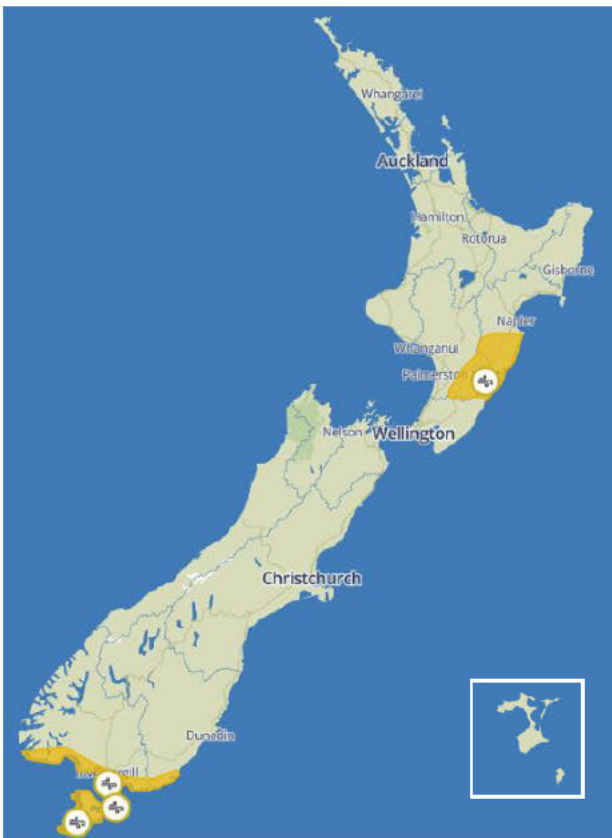 Whangarei
Auckland
Hamilton
Rotorua
Gisborne
Napier
Whanganui
Palmerston
Nelson
Wellington
Christchurch
Dunedin